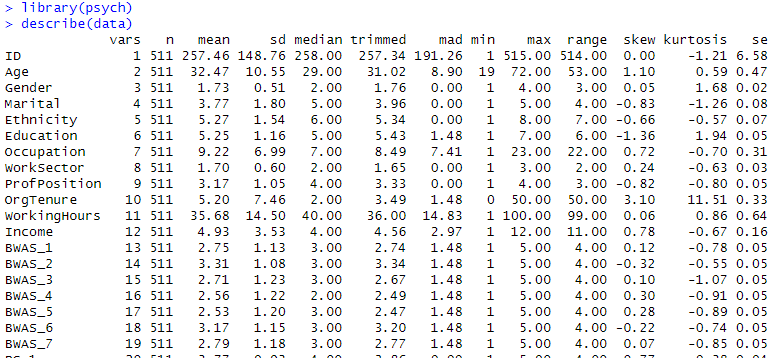 > library(psych)
> describe(data)
vars n mean sd median trimmed mad min max range skew kurtosis se
ID 1 511 257.46 148.76 258.00 257.34 191.26 1 515.00 514.00 0.00 -1.21 6.58
Age 2 511 32.47 10.55 29.00 31.02 8.90 19 72.00 53.00 1.10 0.59 0.47
Gender 3 511 1.73 0.51 2.00 1.76 0.00 1 4.00 3.00 0.05 1.68 0.02
Marital 4 511 3.77 1.80 5.00 3.96 0.00 1 5.00 4.00 -0.83 -1.26 0.08
Ethnicity 5 511 5.27 1.54 6.00 5.34 0.00 1 8.00 7.00 -0.66 -0.57 0.07
Education 6 511 5.25 1.16 5.00 5.43 1.48 1 7.00 6.00 -1.36 1.94 0.05
Occupation 7 511 9.22 6.99 7.00 8.49 7.41 1 23.00 22.00 0.72 -0.70 0.31
WorkSector 8 511 1.70 0.60 2.00 1.65 0.00 1 3.00 2.00 0.24 -0.63 0.03
ProfPosition 9 511 3.17 1.05 4.00 3.33 0.00 1 4.00 3.00 -0.82 -0.80 0.05
OrgTenure 10 511 5.20 7.46 2.00 3.49 1.48 0 50.00 50.00 3.10 11.51 0.33
WorkingHours 11 511 35.68 14.50 40.00 36.00 14.83 1 100.00 99.00 0.06 0.86 0.64
Income 12 511 4.93 3.53 4.00 4.56 2.97 1 12.00 11.00 0.78 -0.67 0.16
BWAS_1 13 511 2.75 1.13 3.00 2.74 1.48 1 5.00 4.00 0.12 -0.78 0.05
BWAS_2 14 511 3.31 1.08 3.00 3.34 1.48 1 5.00 4.00 -0.32 -0.55 0.05
BWAS_3 15 511 2.71 1.23 3.00 2.67 1.48 1 5.00 4.00 0.10 -1.07 0.05
BWAS_4 16 511 2.56 1.22 2.00 2.49 1.48 1 5.00 4.00 0.30 -0.91 0.05
BWAS_5 17 511 2.53 1.20 3.00 2.47 1.48 1 5.00 4.00 0.28 -0.89 0.05
BWAS_6 18 511 3.17 1.15 3.00 3.20 1.48 1 5.00 4.00 -0.22 -0.74 0.05
BWAS_7 19 511 2.79 1.18 3.00 2.77 1.48 1 5.00 4.00 0.07 -0.85 0.05